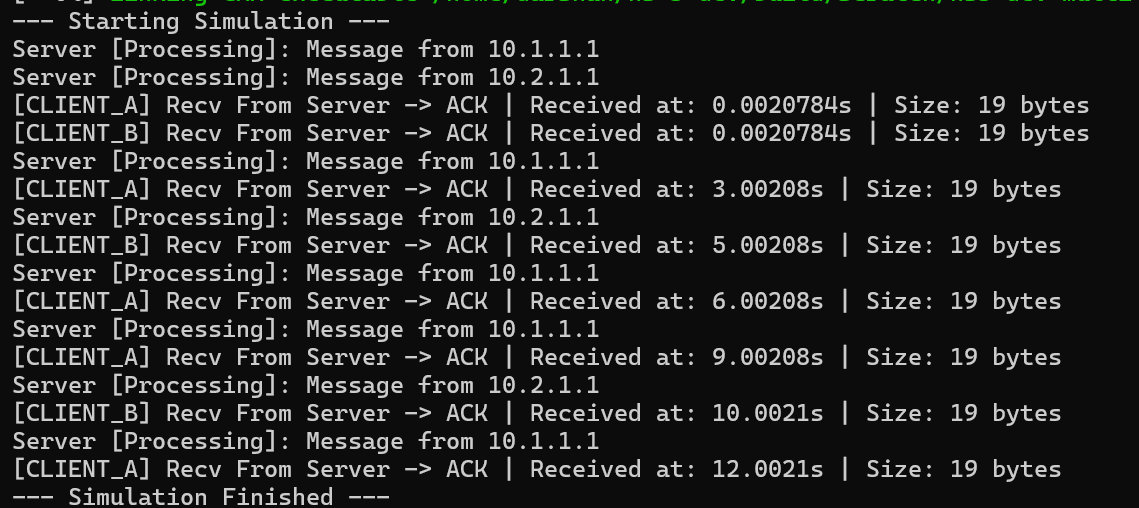 --- Starting Simulation ---
Server [Processing]: Message from 10.1.1.1
Server [Processing]: Message from 10.2.1.1
[CLIENT_A] Recv From Server -> ACK | Received at: 0.0020784s | Size: 19 bytes
[CLIENT_B] Recv From Server -> ACK | Received at: 0.0020784s | Size: 19 bytes
Server [Processing]: Message from 10.1.1.1
[CLIENT_A] Recv From Server -> ACK | Received at: 3.00208s | Size: 19 bytes
Server [Processing]: Message from 10.2.1.1
[CLIENT_B] Recv From Server -> ACK | Received at: 5.00208s | Size: 19 bytes
Server [Processing]: Message from 10.1.1.1
[CLIENT_A] Recv From Server -> ACK | Received at: 6.00208s | Size: 19 bytes
Server [Processing]: Message from 10.1.1.1
[CLIENT_A] Recv From Server -> ACK | Received at: 9.00208s | Size: 19 bytes
Server [Processing]: Message from 10.2.1.1
[CLIENT_B] Recv From Server -> ACK | Received at: 10.0021s | Size: 19 bytes
Server [Processing]: Message from 10.1.1.1
[CLIENT_A] Recv From Server -> ACK | Received at: 12.0021s | Size: 19 bytes
--- Simulation Finished ---